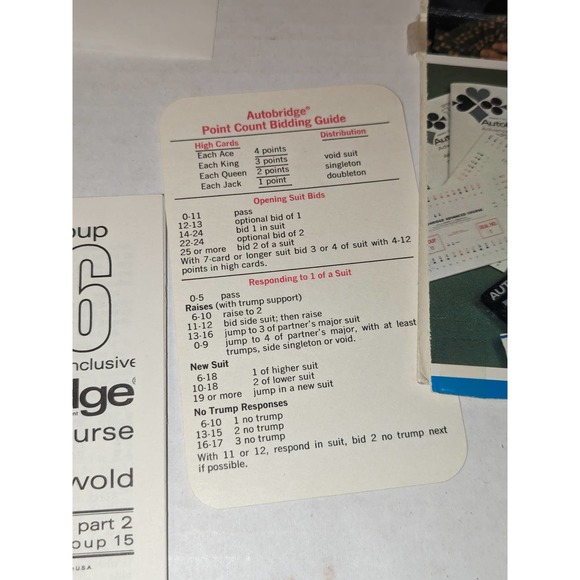 Autobridge®
Point Count Bidding Guide
High Cards Distribution
Each Ace 4 points void suit
Each King 3 points singleton
Each Queen 2 points doubleton
Each Jack 1 point
Opening Suit Bids
0-11 pass
12-13 optional bid of 1
14-24 bid 1 in suit
22-24 optional bid of 2
25 or more bid 2 of a suit
With 7-card or longer suit bid 3 or 4 of suit with 4-12
points in high cards.
Responding to 1 of a Suit
0-5 pass
Raises (with trump support)
6-10 raise to 2
11-12 bid side suit; then raise
13-16 jump to 3 of partner's major suit
0-9 jump to 4 of partner's major, with at least
trumps, side singleton or void.
New Suit
6-18 1 of higher suit
10-18 2 of lower suit
19 or more jump in a new suit
No Trump Responses
6-10 1 no trump
13-15 2 no trump
16-17 3 no trump
With 11 or 12, respond in suit, bid 2 no trump next
if possible.
oup
6
inclusive
dge®
urse
wold
part 2
oup 15
U.S.A.
Autobridge